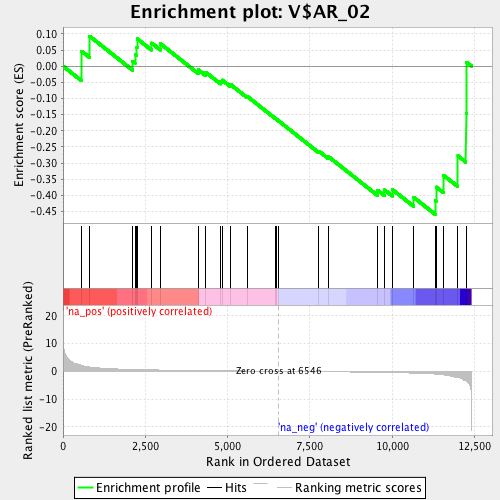 Enrichment plot: V$AR_02
Enrichment score (ES)
0.10
0.05
0.00
-0.05
-0.10
-0.15
-0.20
-0.25
-0.30
-0.35
-0.40
-0.45
'na_pos' (positively correlated)
Ranked list metric (PreRanked)
20
10
0
-10
-20
Zero cross at 6546
'na_neg' (negatively correlated)
0 2,500 5,000 7,500 10,000 12,500
Rank in Ordered Dataset
Enrichment profile Hits Ranking metric scores